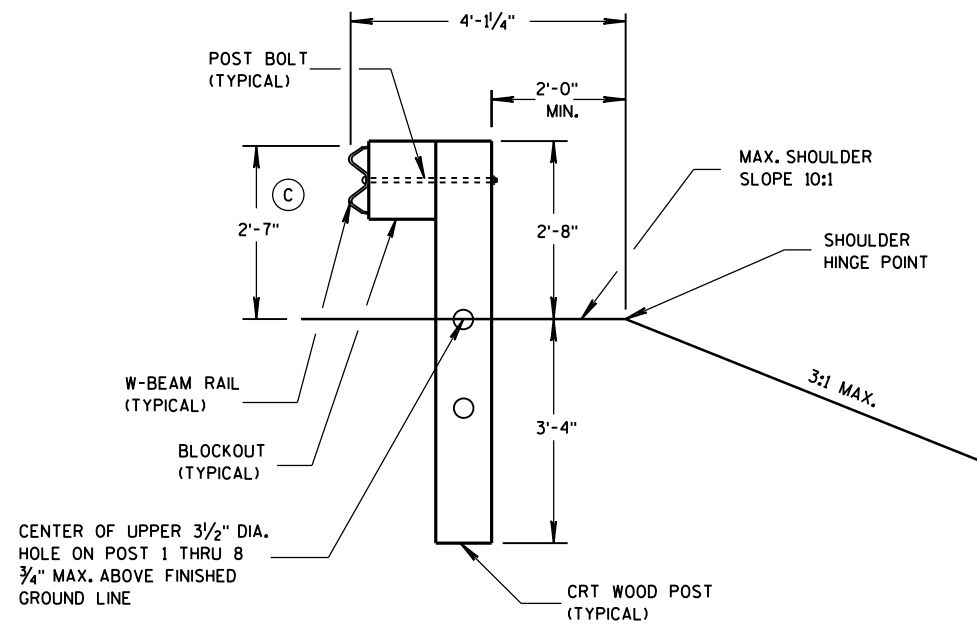 4'-1¼"
POST BOLT
(TYPICAL)
2'-0"
MIN.
MAX. SHOULDER
SLOPE 10:1
C
2'-7"
2'-8"
SHOULDER
HINGE POINT
W-BEAM RAIL
(TYPICAL)
3:1 MAX.
3'-4"
BLOCKOUT
(TYPICAL)
CENTER OF UPPER 3½" DIA.
HOLE ON POST 1 THRU 8
¾" MAX. ABOVE FINISHED
GROUND LINE
CRT WOOD POST
(TYPICAL)